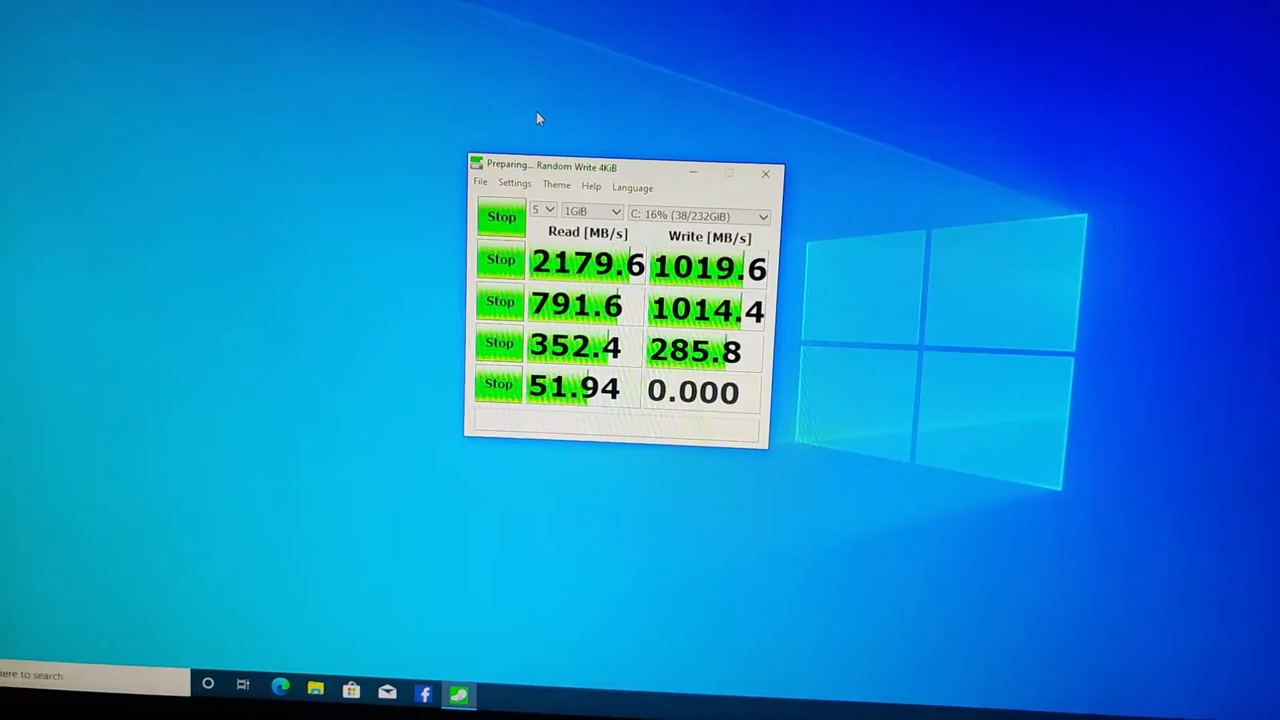 Preparing... Random Write 4KiB
File Settings Theme Help Language
Stop 5 1GiB C: 16% (38/232GiB)
Read [MB/s] Write [MB/s]
Stop 2179.6 1019.6
Stop 791.6 1014.4
Stop 352.4 285.8
Stop 51.94 0.000
here to search